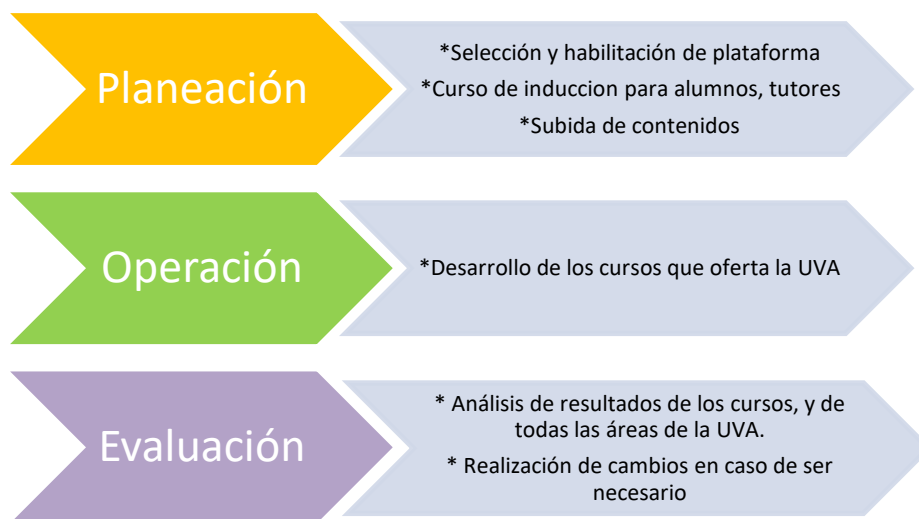 Planeación
*Selección y habilitación de plataforma
*Curso de induccion para alumnos, tutores
*Subida de contenidos
Operación
*Desarrollo de los cursos que oferta la UVA
Evaluación
* Análisis de resultados de los cursos, y de
todas las áreas de la UVA.
* Realización de cambios en caso de ser
necesario